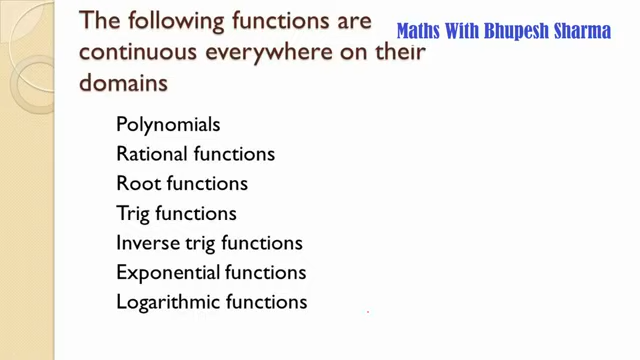 The following functions are
Maths With Bhupesh Sharma
continuous everywhere on their
domains
Polynomials
Rational functions
Root functions
Trig functions
Inverse trig functions
Exponential functions
Logarithmic functions